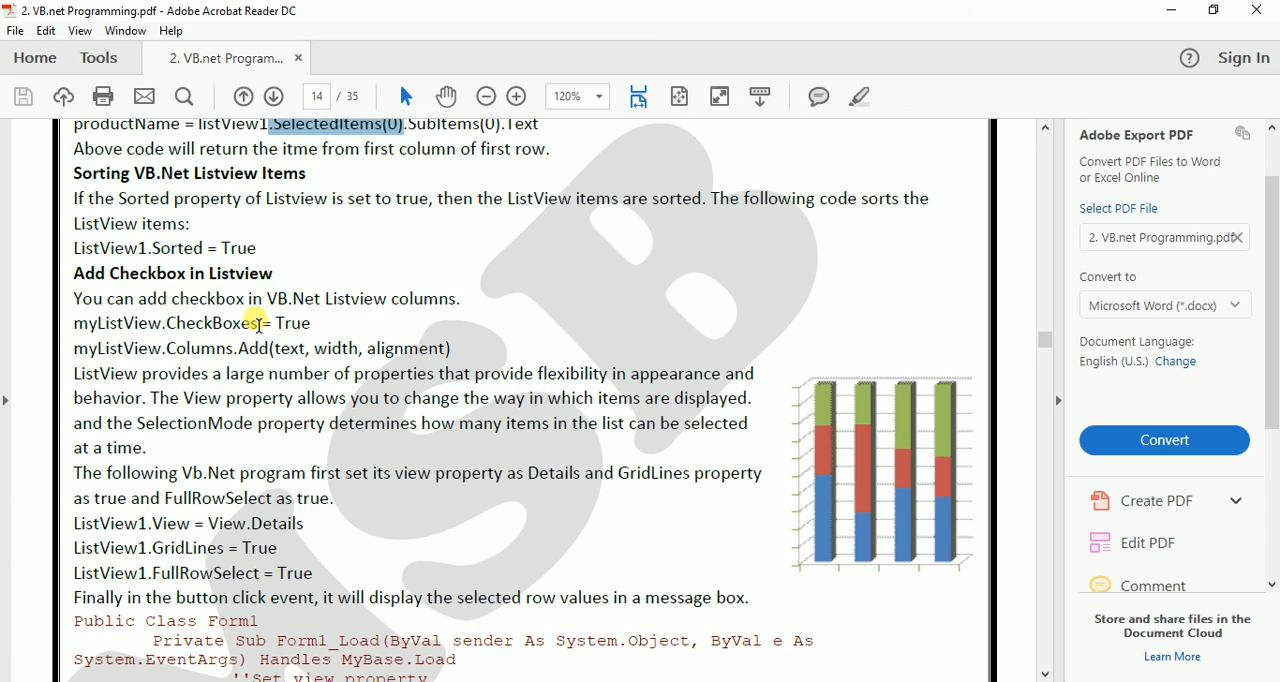 2. VB.net Programming.pdf - Adobe Acrobat Reader DC
File Edit View Window Help
Home Tools 2. VB.net Program... × Sign In
14 / 35 120%
productName = listView1.SelectedItems(0).SubItems(0).Text
Above code will return the itme from first column of first row.
Sorting VB.Net Listview Items
If the Sorted property of Listview is set to true, then the ListView items are sorted. The following code sorts the
ListView items:
ListView1.Sorted = True
Add Checkbox in Listview
You can add checkbox in VB.Net Listview columns.
myListView.CheckBoxes = True
myListView.Columns.Add(text, width, alignment)
ListView provides a large number of properties that provide flexibility in appearance and
behavior. The View property allows you to change the way in which items are displayed.
and the SelectionMode property determines how many items in the list can be selected
at a time.
The following Vb.Net program first set its view property as Details and GridLines property
as true and FullRowSelect as true.
ListView1.View = View.Details
ListView1.GridLines = True
ListView1.FullRowSelect = True
Finally in the button click event, it will display the selected row values in a message box.
Public Class Form1
Private Sub Form1_Load(ByVal sender As System.Object, ByVal e As
System.EventArgs) Handles MyBase.Load
''Set view property
Adobe Export PDF
Convert PDF Files to Word
or Excel Online
Select PDF File
2. VB.net Programming.pdf
Convert to
Microsoft Word (*.docx)
Document Language:
English (U.S.) Change
Convert
Create PDF
Edit PDF
Comment
Store and share files in the
Document Cloud
Learn More